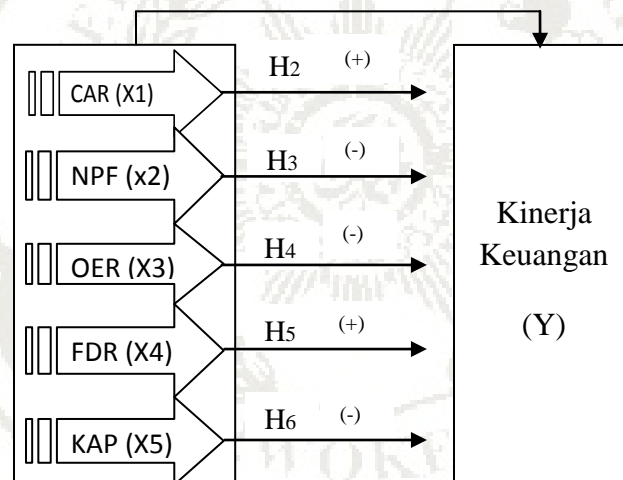 CAR (X1)
H2 (+)
NPF (x2)
H3 (-)
OER (X3)
H4 (-)
FDR (X4)
H5 (+)
KAP (X5)
H6 (-)
Kinerja
Keuangan
(Y)